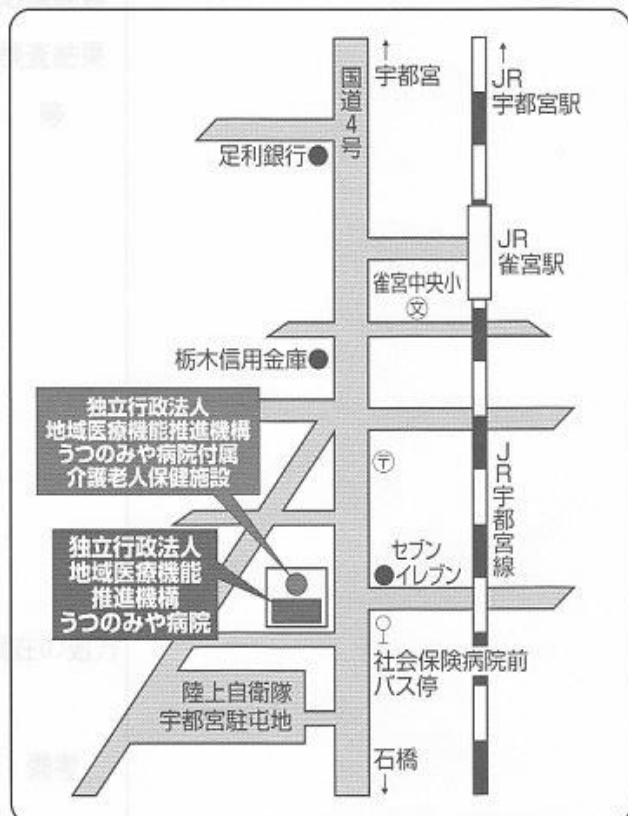 ↑
宇都宮
国道4号
↑
JR
宇都宮駅
足利銀行
JR
雀宮駅
雀宮中央小
文
栃木信用金庫
独立行政法人
地域医療機能推進機構
うつのみや病院付属
介護老人保健施設
〒
JR宇都宮線
独立行政法人
地域医療機能
推進機構
うつのみや病院
セブン
イレブン
社会保険病院前
バス停
陸上自衛隊
宇都宮駐屯地
石橋
↓